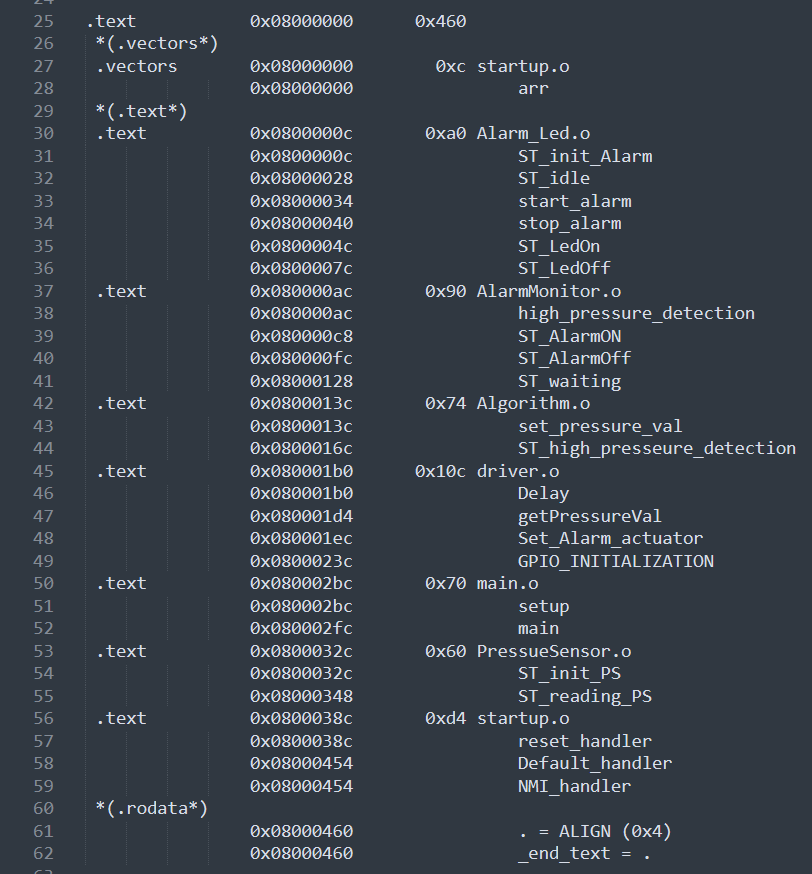 25 .text 0x08000000 0x460
26 *(.vectors*)
27 .vectors 0x08000000 0xc startup.o
28 0x08000000 arr
29 *(.text*)
30 .text 0x0800000c 0xa0 Alarm_Led.o
31 0x0800000c ST_init_Alarm
32 0x08000028 ST_idle
33 0x08000034 start_alarm
34 0x08000040 stop_alarm
35 0x0800004c ST_LedOn
36 0x0800007c ST_LedOff
37 .text 0x080000ac 0x90 AlarmMonitor.o
38 0x080000ac high_pressure_detection
39 0x080000c8 ST_AlarmON
40 0x080000fc ST_AlarmOff
41 0x08000128 ST_waiting
42 .text 0x0800013c 0x74 Algorithm.o
43 0x0800013c set_pressure_val
44 0x0800016c ST_high_presseure_detection
45 .text 0x080001b0 0x10c driver.o
46 0x080001b0 Delay
47 0x080001d4 getPressureVal
48 0x080001ec Set_Alarm_actuator
49 0x0800023c GPIO_INITIALIZATION
50 .text 0x080002bc 0x70 main.o
51 0x080002bc setup
52 0x080002fc main
53 .text 0x0800032c 0x60 PressueSensor.o
54 0x0800032c ST_init_PS
55 0x08000348 ST_reading_PS
56 .text 0x0800038c 0xd4 startup.o
57 0x0800038c reset_handler
58 0x08000454 Default_handler
59 0x08000454 NMI_handler
60 *(.rodata*)
61 0x08000460 . = ALIGN (0x4)
62 0x08000460 _end_text = .